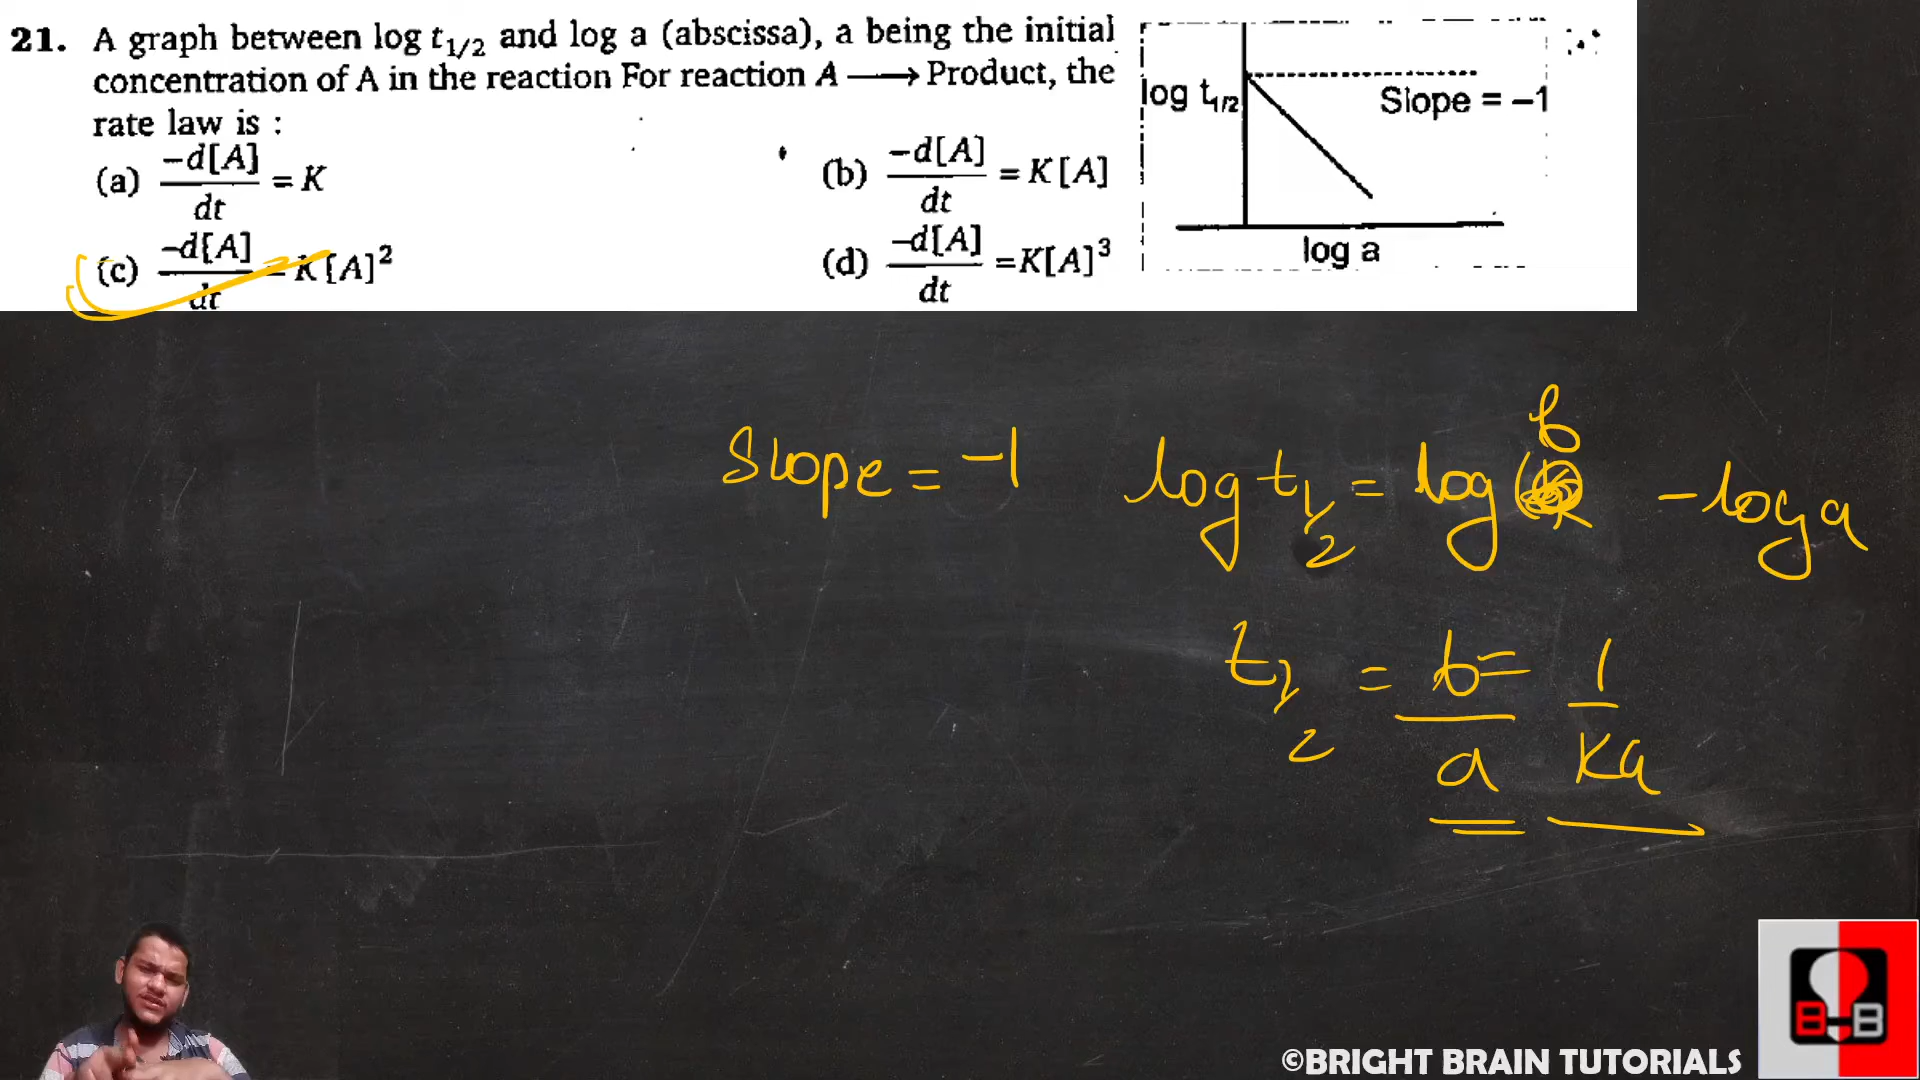 21. A graph between log t1/2 and log a (abscissa), a being the initial
concentration of A in the reaction For reaction A ⟶ Product, the
rate law is :
(a) −d[A]/dt = K
(b) −d[A]/dt = K[A]
(c) −d[A]/dt = K[A]²
(d) −d[A]/dt =K[A]³
log t1/2
Slope = −1
log a
Slope = −1
log t1/2 = log b − log a
t1/2 = b/a = 1/Ka
B B
©BRIGHT BRAIN TUTORIALS